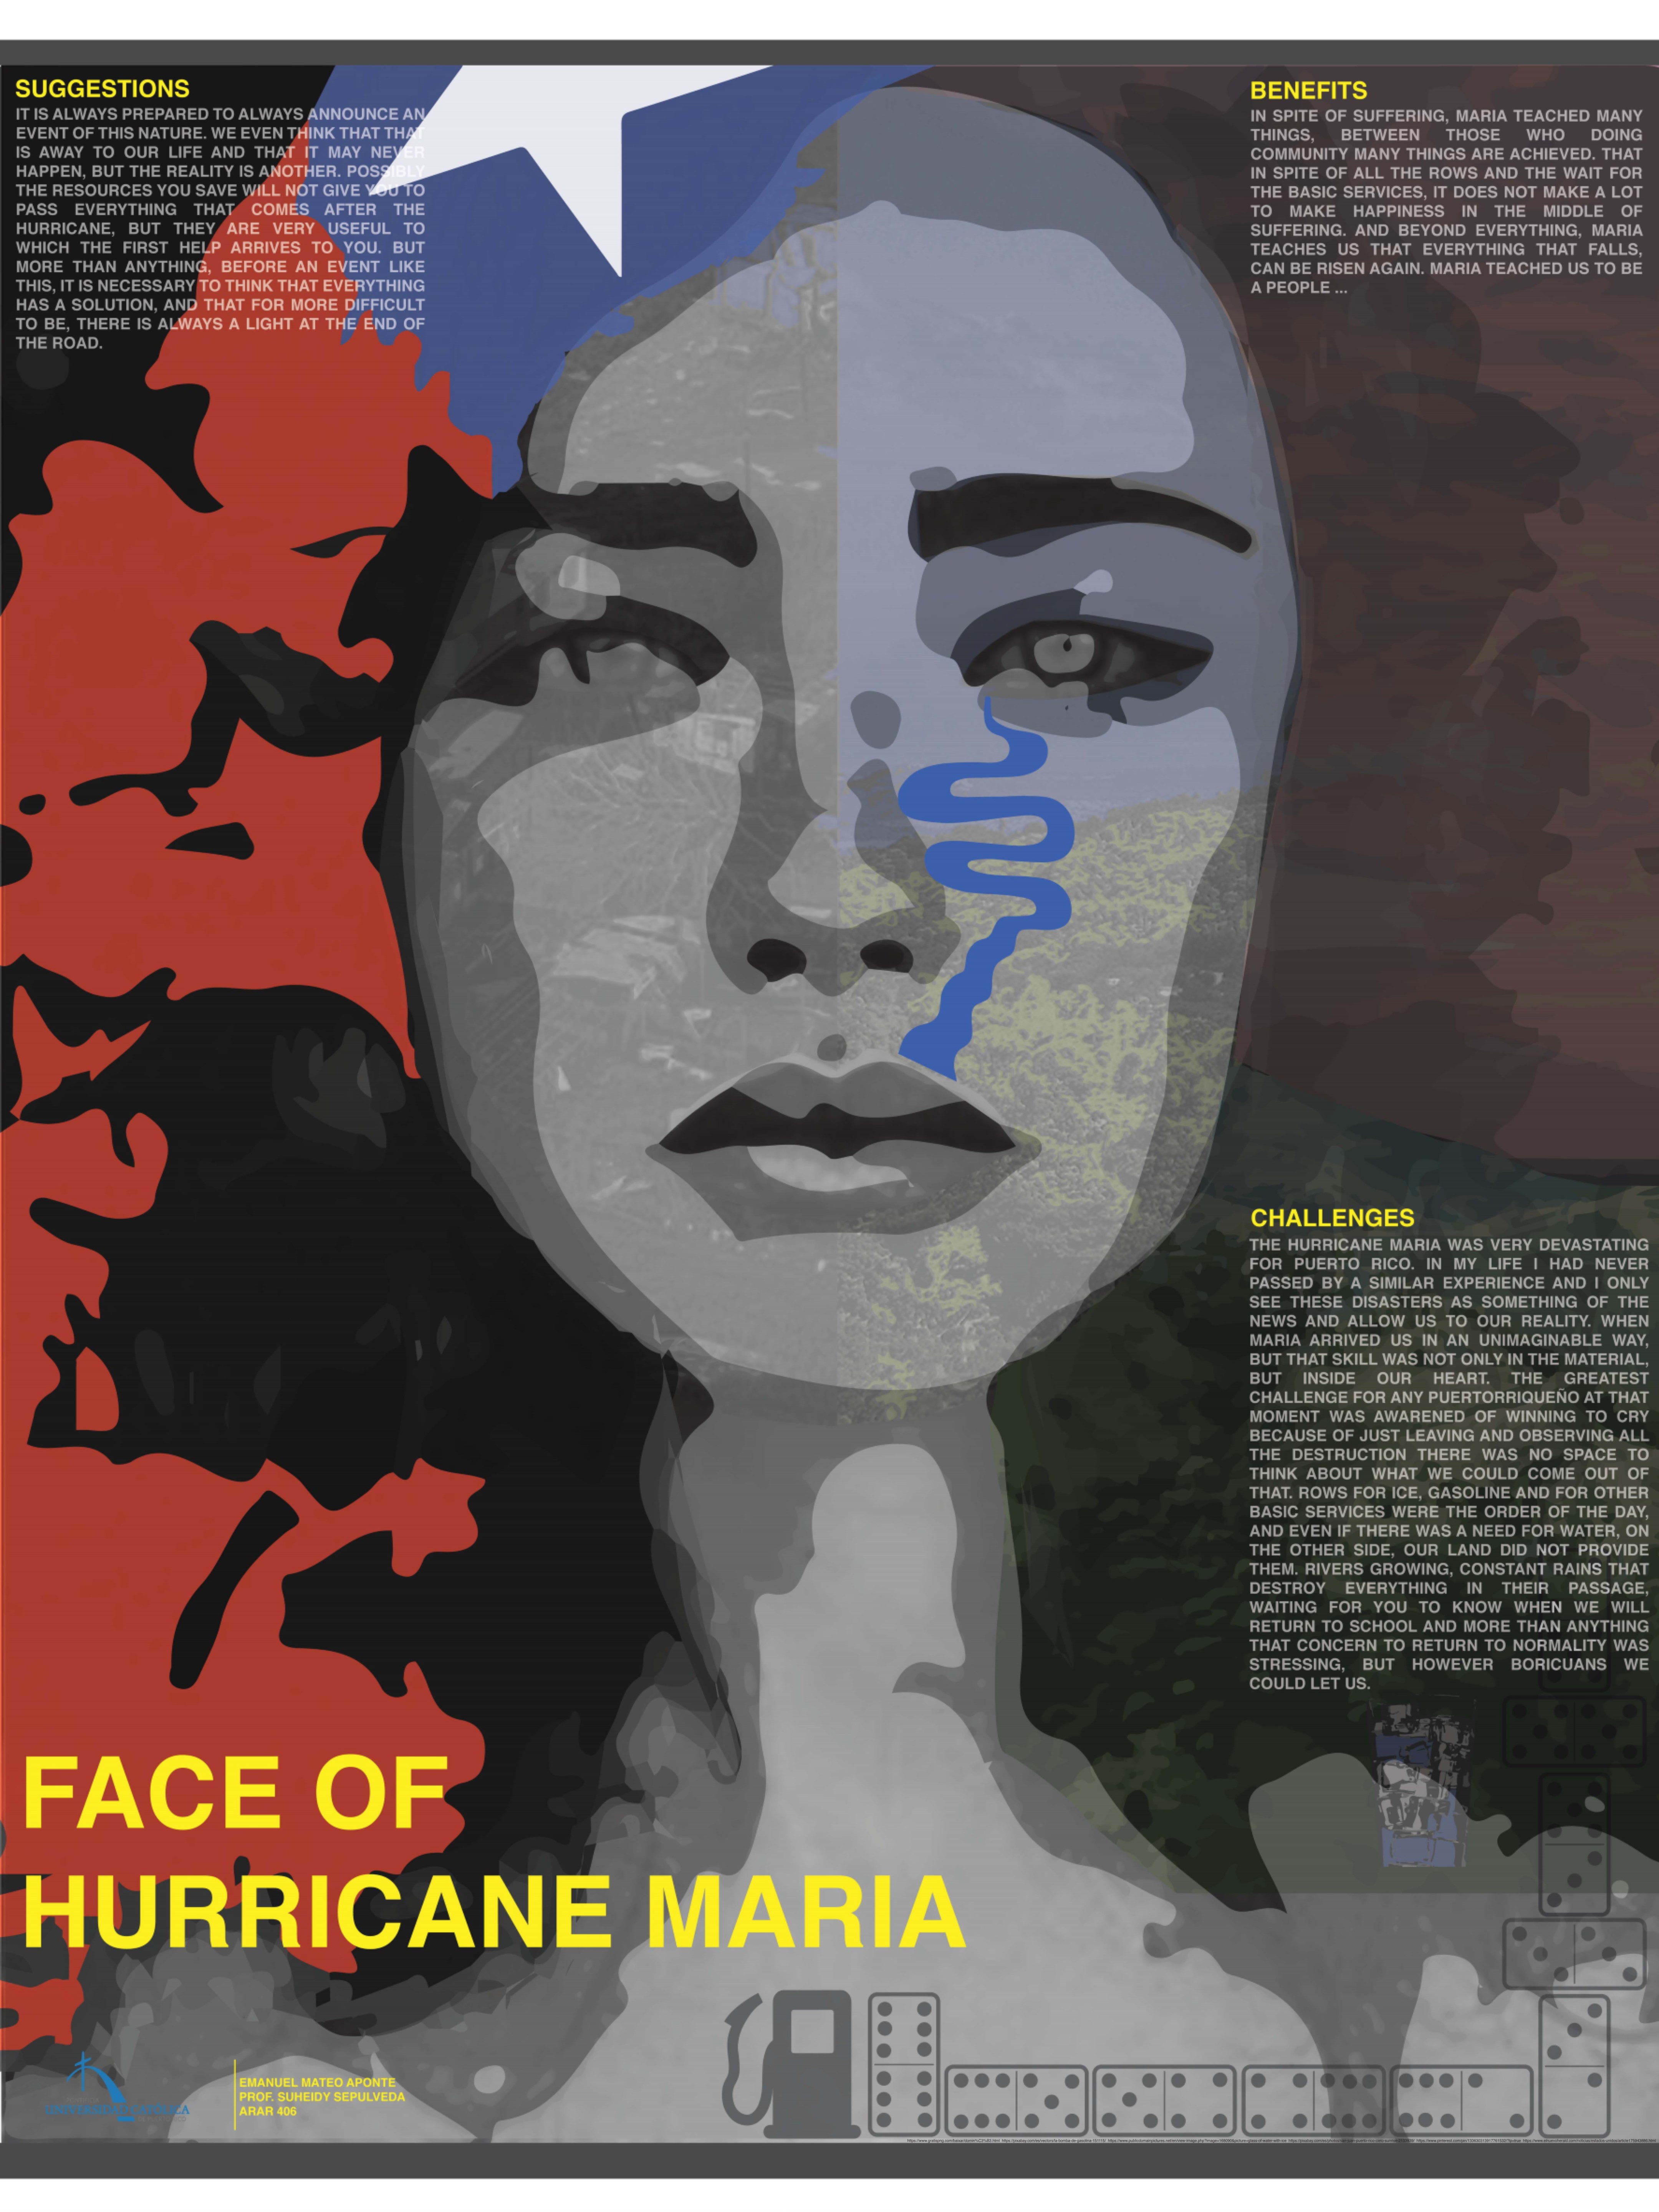 SUGGESTIONS
IT IS ALWAYS PREPARED TO ALWAYS ANNOUNCE AN
EVENT OF THIS NATURE. WE EVEN THINK THAT THAT
IS AWAY TO OUR LIFE AND THAT IT MAY NEVER
HAPPEN, BUT THE REALITY IS ANOTHER. POSSIBLY
THE RESOURCES YOU SAVE WILL NOT GIVE YOU TO
PASS EVERYTHING THAT COMES AFTER THE
HURRICANE, BUT THEY ARE VERY USEFUL TO
WHICH THE FIRST HELP ARRIVES TO YOU. BUT
MORE THAN ANYTHING, BEFORE AN EVENT LIKE
THIS, IT IS NECESSARY TO THINK THAT EVERYTHING
HAS A SOLUTION, AND THAT FOR MORE DIFFICULT
TO BE, THERE IS ALWAYS A LIGHT AT THE END OF
THE ROAD.
BENEFITS
IN SPITE OF SUFFERING, MARIA TEACHED MANY
THINGS, BETWEEN THOSE WHO DOING
COMMUNITY MANY THINGS ARE ACHIEVED. THAT
IN SPITE OF ALL THE ROWS AND THE WAIT FOR
THE BASIC SERVICES, IT DOES NOT MAKE A LOT
TO MAKE HAPPINESS IN THE MIDDLE OF
SUFFERING. AND BEYOND EVERYTHING, MARIA
TEACHES US THAT EVERYTHING THAT FALLS,
CAN BE RISEN AGAIN. MARIA TEACHED US TO BE
A PEOPLE ...
CHALLENGES
THE HURRICANE MARIA WAS VERY DEVASTATING
FOR PUERTO RICO. IN MY LIFE I HAD NEVER
PASSED BY A SIMILAR EXPERIENCE AND I ONLY
SEE THESE DISASTERS AS SOMETHING OF THE
NEWS AND ALLOW US TO OUR REALITY. WHEN
MARIA ARRIVED US IN AN UNIMAGINABLE WAY,
BUT THAT SKILL WAS NOT ONLY IN THE MATERIAL,
BUT INSIDE OUR HEART. THE GREATEST
CHALLENGE FOR ANY PUERTORRIQUEÑO AT THAT
MOMENT WAS AWARENED OF WINNING TO CRY
BECAUSE OF JUST LEAVING AND OBSERVING ALL
THE DESTRUCTION THERE WAS NO SPACE TO
THINK ABOUT WHAT WE COULD COME OUT OF
THAT. ROWS FOR ICE, GASOLINE AND FOR OTHER
BASIC SERVICES WERE THE ORDER OF THE DAY,
AND EVEN IF THERE WAS A NEED FOR WATER, ON
THE OTHER SIDE, OUR LAND DID NOT PROVIDE
THEM. RIVERS GROWING, CONSTANT RAINS THAT
DESTROY EVERYTHING IN THEIR PASSAGE,
WAITING FOR YOU TO KNOW WHEN WE WILL
RETURN TO SCHOOL AND MORE THAN ANYTHING
THAT CONCERN TO RETURN TO NORMALITY WAS
STRESSING, BUT HOWEVER BORICUANS WE
COULD LET US.
FACE OF
HURRICANE MARIA
EMANUEL MATEO APONTE
PROF. SUHEIDY SEPULVEDA
ARAR 406